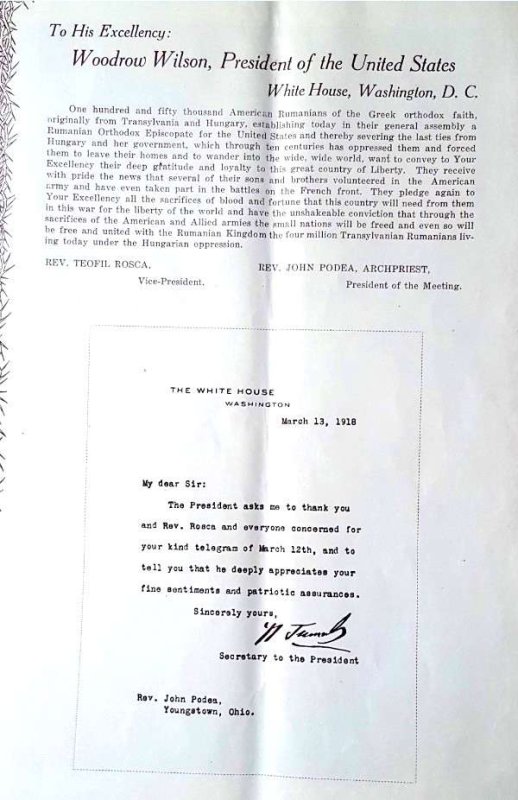 To His Excellency:
Woodrow Wilson, President of the United States
White House, Washington, D. C.
One hundred and fifty thousand American Rumanians of the Greek orthodox faith,
originally from Transylvania and Hungary, establishing today in their general assembly a
Rumanian Orthodox Episcopate for the United States and thereby severing the last ties from
Hungary and her government, which through ten centuries has oppressed them and forced
them to leave their homes and to wander into the wide, wide world, want to convey to Your
Excellency their deep gratitude and loyalty to this great country of Liberty. They receive
with pride the news that several of their sons and brothers volunteered in the American
army and have even taken part in the battles on the French front. They pledge again to
Your Excellency all the sacrifices of blood and fortune that this country will need from them
in this war for the liberty of the world and have the unshakeable conviction that through the
sacrifices of the American and Allied armies the small nations will be freed and even so will
be free and united with the Rumanian Kingdom the four million Transylvanian Rumanians liv-
ing today under the Hungarian oppression.
REV. TEOFIL ROSCA,
Vice-President.
REV. JOHN PODEA, ARCHPRIEST,
President of the Meeting.
THE WHITE HOUSE
WASHINGTON
March 13, 1918
My dear Sir:
The President asks me to thank you
and Rev. Rosca and everyone concerned for
your kind telegram of March 12th, and to
tell you that he deeply appreciates your
fine sentiments and patriotic assurances.
Sincerely yours,
Secretary to the President
Rev. John Podea,
Youngstown, Ohio.